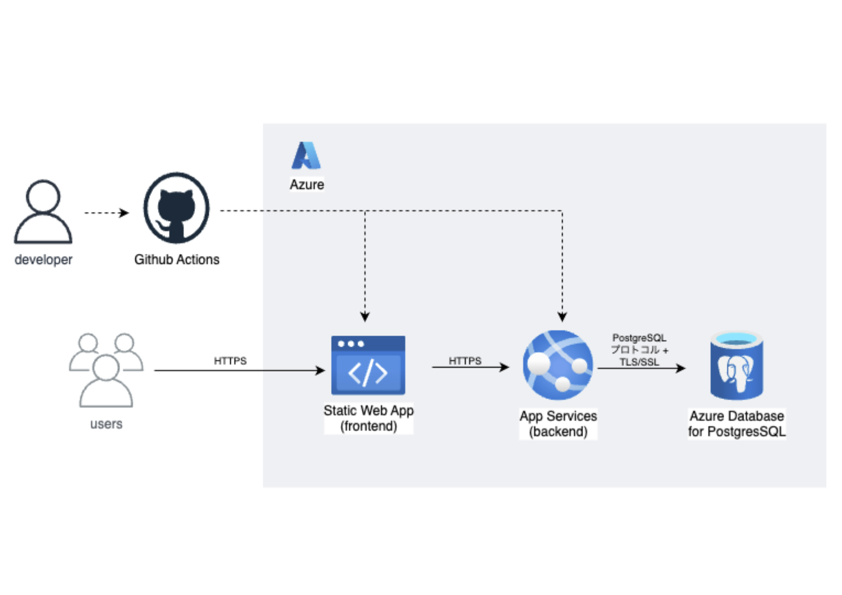 Azure
developer
Github Actions
HTTPS
users
Static Web App
(frontend)
HTTPS
App Services
(backend)
PostgreSQL
プロトコル +
TLS/SSL
Azure Database
for PostgresSQL